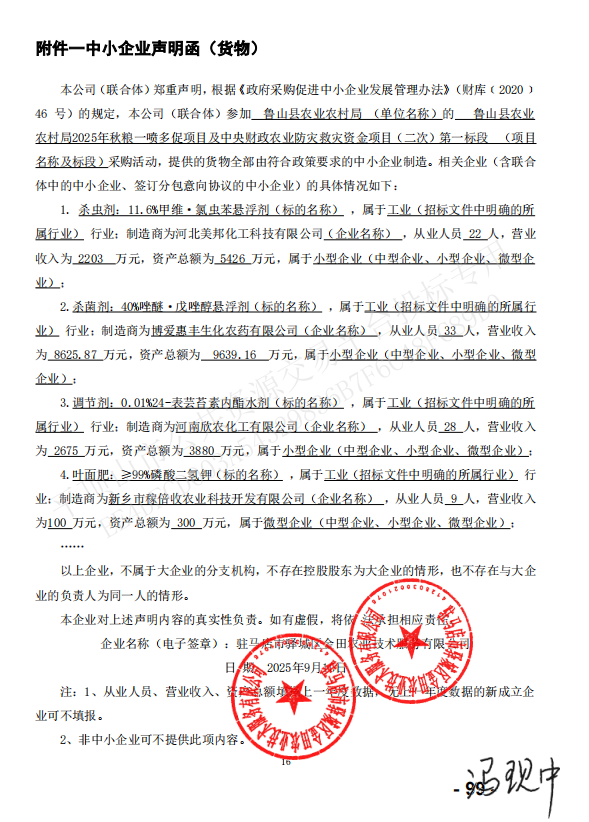 附件一中小企业声明函（货物）
本公司（联合体）郑重声明，根据《政府采购促进中小企业发展管理办法》（财库﹝2020﹞
46 号）的规定，本公司（联合体）参加 鲁山县农业农村局 （单位名称）的 鲁山县农业
农村局2025年秋粮一喷多促项目及中央财政农业防灾救灾资金项目（二次）第一标段 （项目
名称及标段）采购活动，提供的货物全部由符合政策要求的中小企业制造。相关企业（含联合
体中的中小企业、签订分包意向协议的中小企业）的具体情况如下：
1. 杀虫剂：11.6%甲维·氯虫苯悬浮剂（标的名称） ，属于工业（招标文件中明确的所
属行业） 行业；制造商为河北美邦化工科技有限公司（企业名称） ，从业人员 22 人，营业
收入为 2203 万元，资产总额为 5426 万元，属于小型企业（中型企业、小型企业、微型企
业）；
2.杀菌剂：40%唑醚·戊唑醇悬浮剂（标的名称） ，属于工业（招标文件中明确的所属行
业） 行业；制造商为博爱惠丰生化农药有限公司（企业名称） ，从业人员 33 人，营业收入
为 8625.87 万元，资产总额为 9639.16 万元，属于小型企业（中型企业、小型企业、微型
企业）；
3.调节剂：0.01%24-表芸苔素内酯水剂（标的名称） ，属于工业（招标文件中明确的所
属行业） 行业；制造商为河南欣农化工有限公司（企业名称） ，从业人员 28 人，营业收入
为 2675 万元，资产总额为 3880 万元，属于小型企业（中型企业、小型企业、微型企业）；
4.叶面肥：≥99%磷酸二氢钾（标的名称） ，属于工业（招标文件中明确的所属行业） 行
业；制造商为新乡市稼倍收农业科技开发有限公司（企业名称） ，从业人员 9 人，营业收入
为100 万元，资产总额为 300 万元，属于微型企业（中型企业、小型企业、微型企业）；
……
以上企业，不属于大企业的分支机构，不存在控股股东为大企业的情形，也不存在与大企
业的负责人为同一人的情形。
本企业对上述声明内容的真实性负责。如有虚假，将依 承担相应责任
企业名称（电子签章）：驻马店市驿城区金田农业技术服务有限公司
日 期 2025年9月 日
注：1、从业人员、营业收入、资产总额填报上一年度数据，无上一年度数据的新成立企
业可不填报。
2、非中小企业可不提供此项内容。
16
- 99 -
冯现中